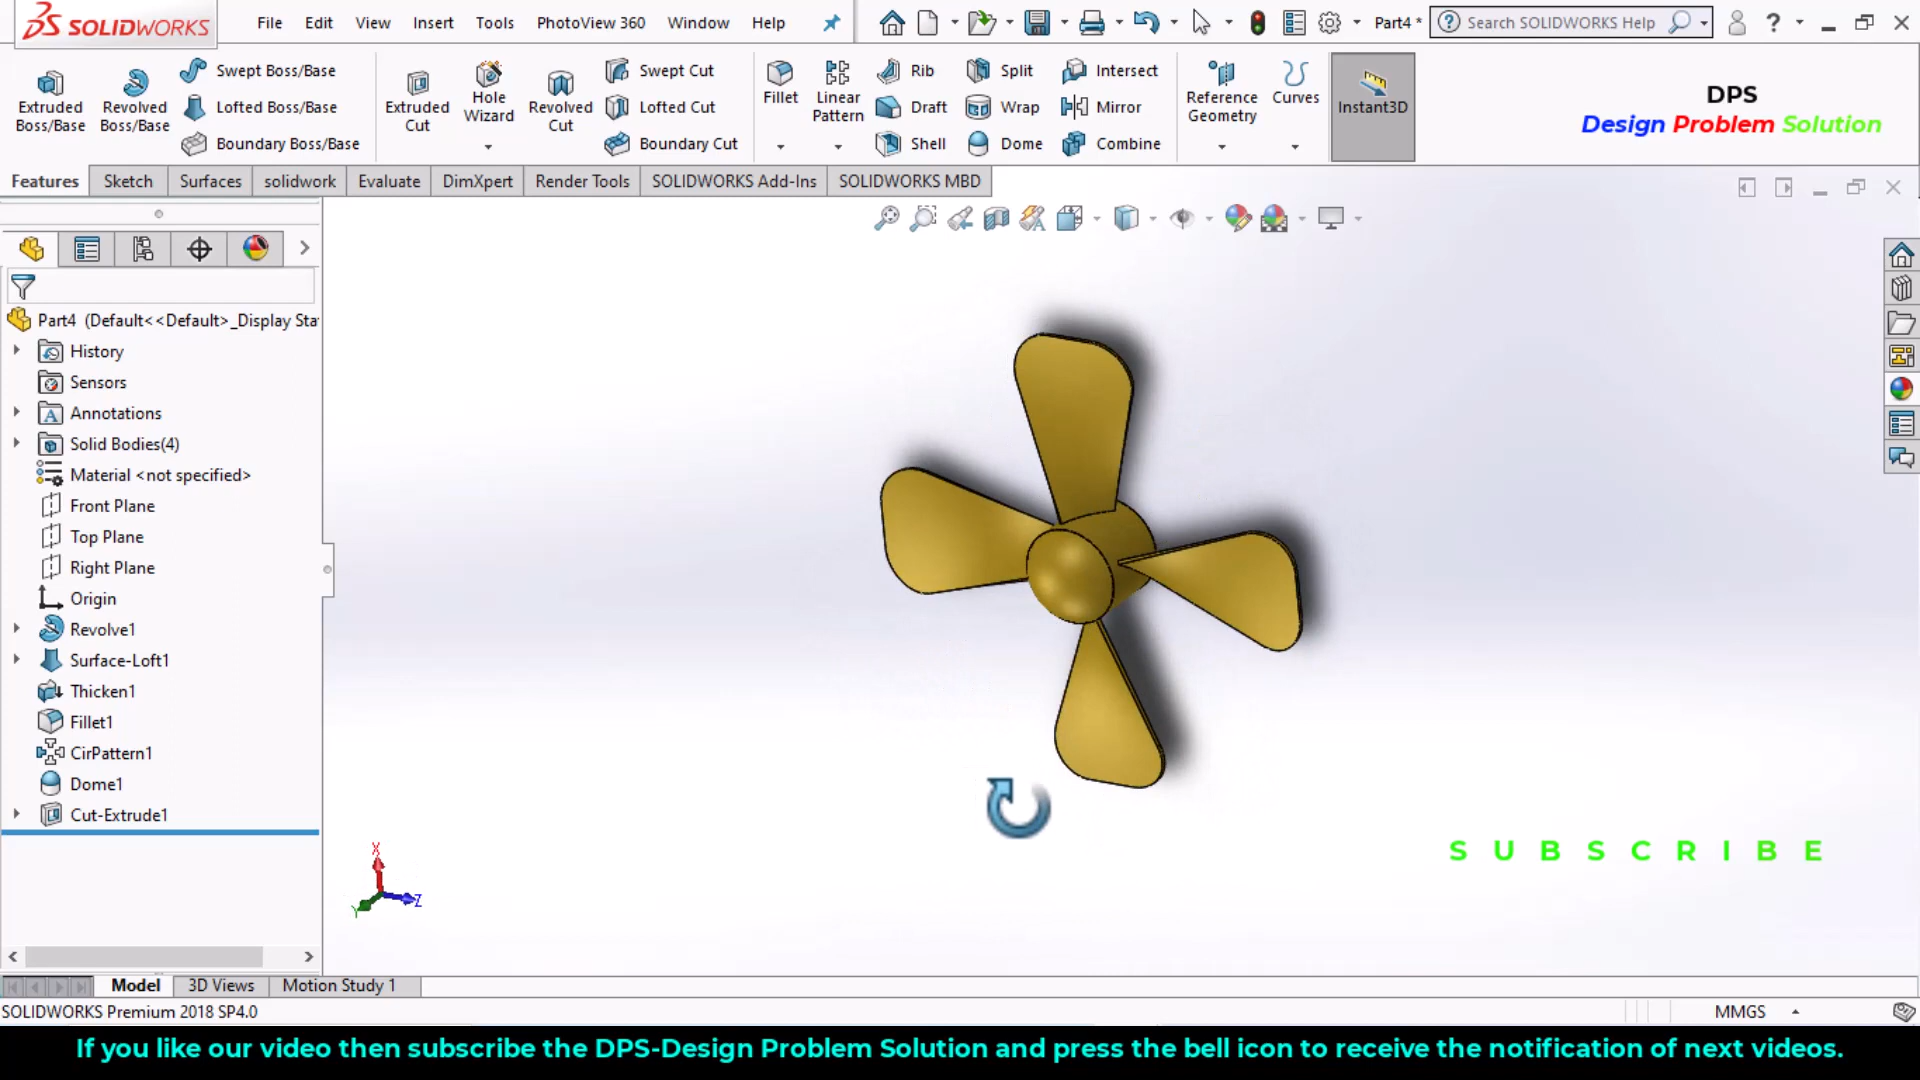 SOLIDWORKS File Edit View Insert Tools PhotoView 360 Window Help Part4 * Search SOLIDWORKS Help ?
Extruded Boss/Base
Revolved Boss/Base
Swept Boss/Base
Lofted Boss/Base
Boundary Boss/Base
Extruded Cut
Hole Wizard
Revolved Cut
Swept Cut
Lofted Cut
Boundary Cut
Fillet
Linear Pattern
Rib
Draft
Shell
Split
Wrap
Dome
Intersect
Mirror
Combine
Reference Geometry
Curves
Instant3D
DPS
Design Problem Solution
Features Sketch Surfaces solidwork Evaluate DimXpert Render Tools SOLIDWORKS Add-Ins SOLIDWORKS MBD
Part4 (Default<<Default>_Display Sta
History
Sensors
Annotations
Solid Bodies(4)
Material <not specified>
Front Plane
Top Plane
Right Plane
Origin
Revolve1
Surface-Loft1
Thicken1
Fillet1
CirPattern1
Dome1
Cut-Extrude1
X
Y
Z
SUBSCRIBE
Model 3D Views Motion Study 1
SOLIDWORKS Premium 2018 SP4.0 MMGS
If you like our video then subscribe the DPS-Design Problem Solution and press the bell icon to receive the notification of next videos.